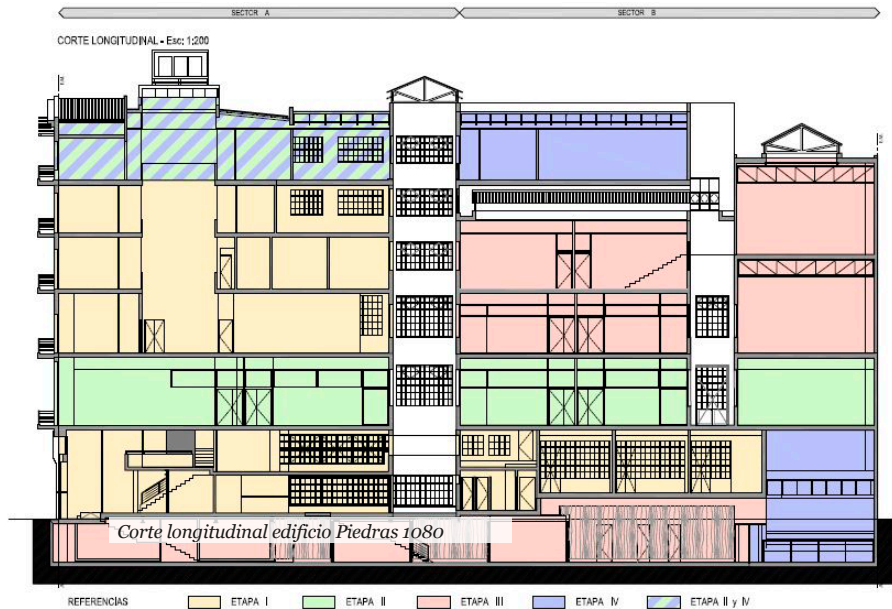 SECTOR A SECTOR B
CORTE LONGITUDINAL - Esc: 1:200
Corte longitudinal edificio Piedras 1080
REFERENCIAS ETAPA I ETAPA II ETAPA III ETAPA IV ETAPA II y IV